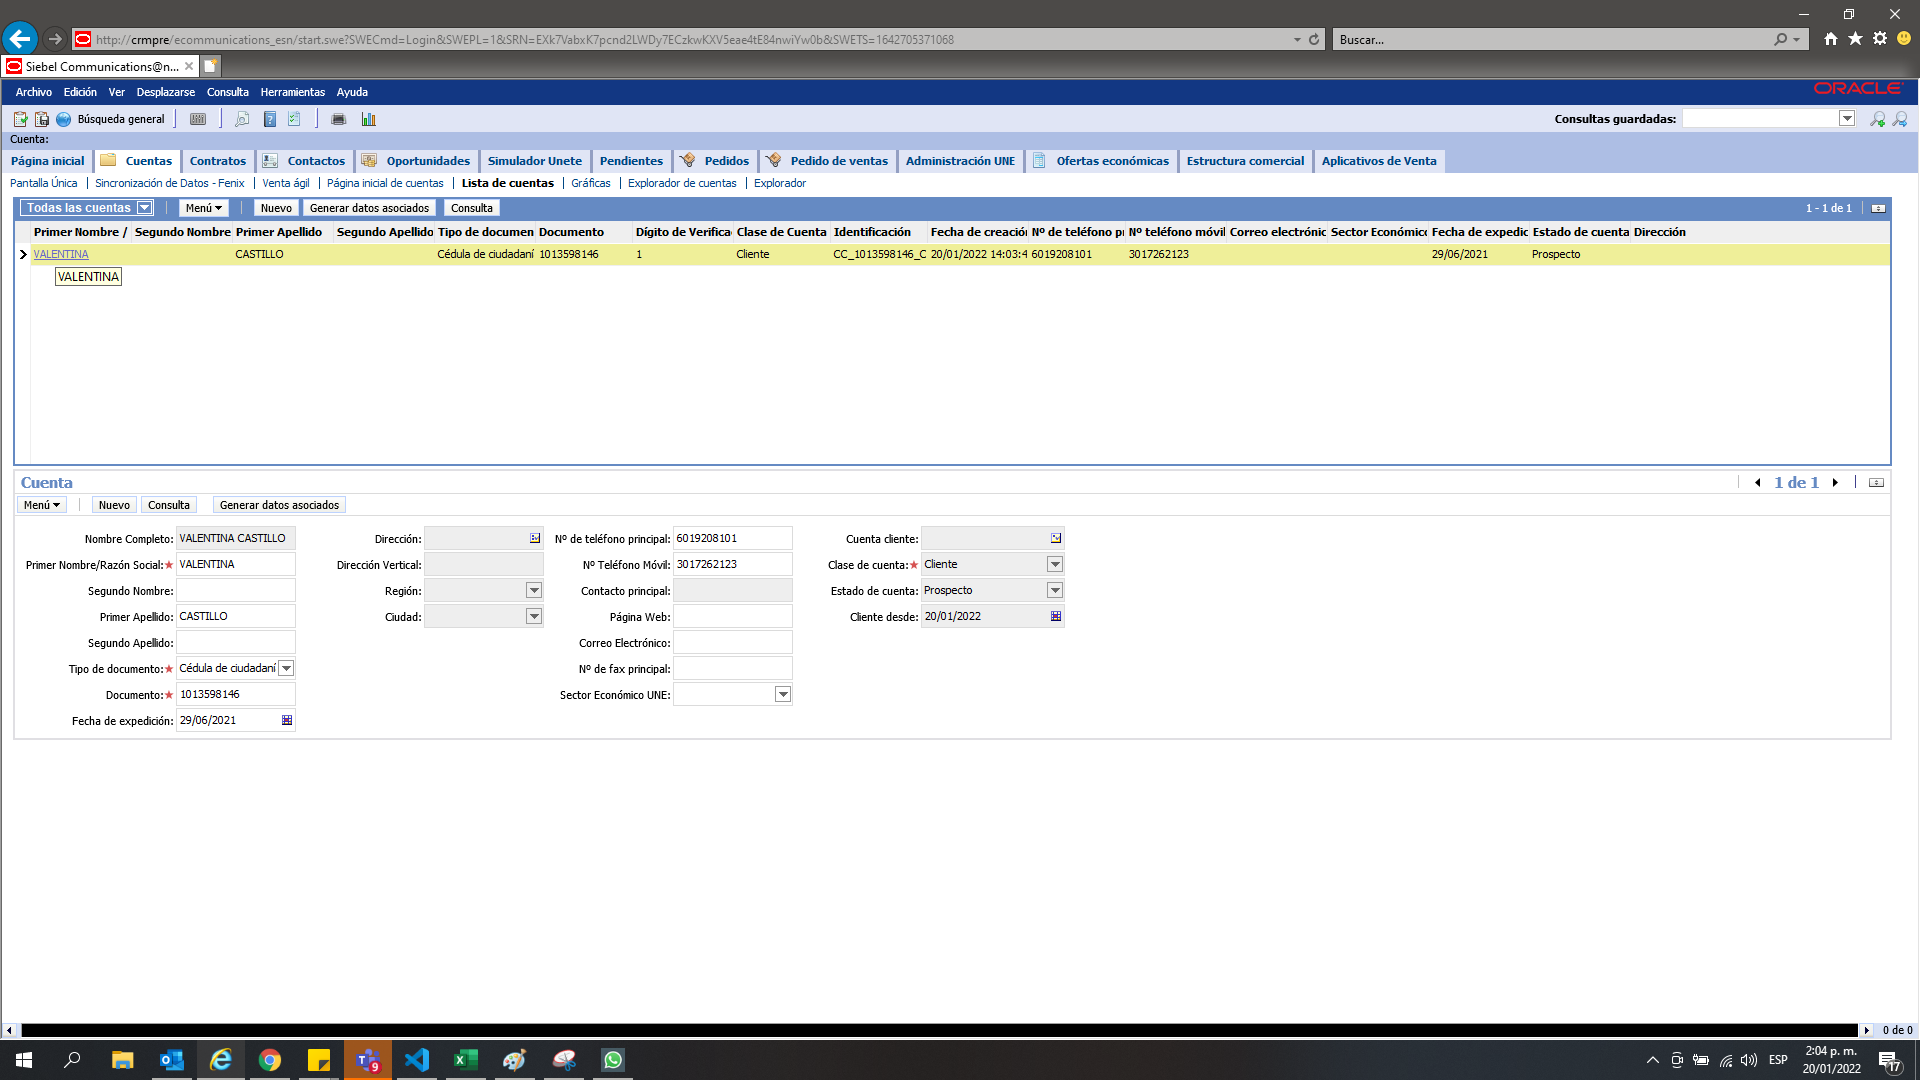 http://crmpre/ecommunications_esn/start.swe?SWECmd=Login&SWEPL=1&SRN=EXk7VabxK7pcnd2LWDy7ECzkwKXV5eae4tE84nwiYw0b&SWETS=1642705371068
Buscar...
Siebel Communications@n...
Archivo Edición Ver Desplazarse Consulta Herramientas Ayuda
ORACLE
Búsqueda general
Consultas guardadas:
Cuenta:
Página inicial Cuentas Contratos Contactos Oportunidades Simulador Unete Pendientes Pedidos Pedido de ventas Administración UNE Ofertas económicas Estructura comercial Aplicativos de Venta
Pantalla Única Sincronización de Datos - Fenix Venta ágil Página inicial de cuentas Lista de cuentas Gráficas Explorador de cuentas Explorador
Todas las cuentas Menú Nuevo Generar datos asociados Consulta 1 - 1 de 1
Primer Nombre / Segundo Nombre Primer Apellido Segundo Apellido Tipo de documen Documento Dígito de Verifica Clase de Cuenta Identificación Fecha de creació Nº de teléfono pr Nº teléfono móvil Correo electrónic Sector Económico Fecha de expedic Estado de cuenta Dirección
VALENTINA CASTILLO Cédula de ciudadaní 1013598146 1 Cliente CC_1013598146_C 20/01/2022 14:03:4 6019208101 3017262123 29/06/2021 Prospecto
VALENTINA
Cuenta 1 de 1
Menú Nuevo Consulta Generar datos asociados
Nombre Completo: VALENTINA CASTILLO Dirección: Nº de teléfono principal: 6019208101 Cuenta cliente:
Primer Nombre/Razón Social:★ VALENTINA Dirección Vertical: Nº Teléfono Móvil: 3017262123 Clase de cuenta:★ Cliente
Segundo Nombre: Región: Contacto principal: Estado de cuenta: Prospecto
Primer Apellido: CASTILLO Ciudad: Página Web: Cliente desde: 20/01/2022
Segundo Apellido: Correo Electrónico:
Tipo de documento:★ Cédula de ciudadaní Nº de fax principal:
Documento:★ 1013598146 Sector Económico UNE:
Fecha de expedición: 29/06/2021
0 de 0
9
ESP
2:04 p. m.
20/01/2022
17